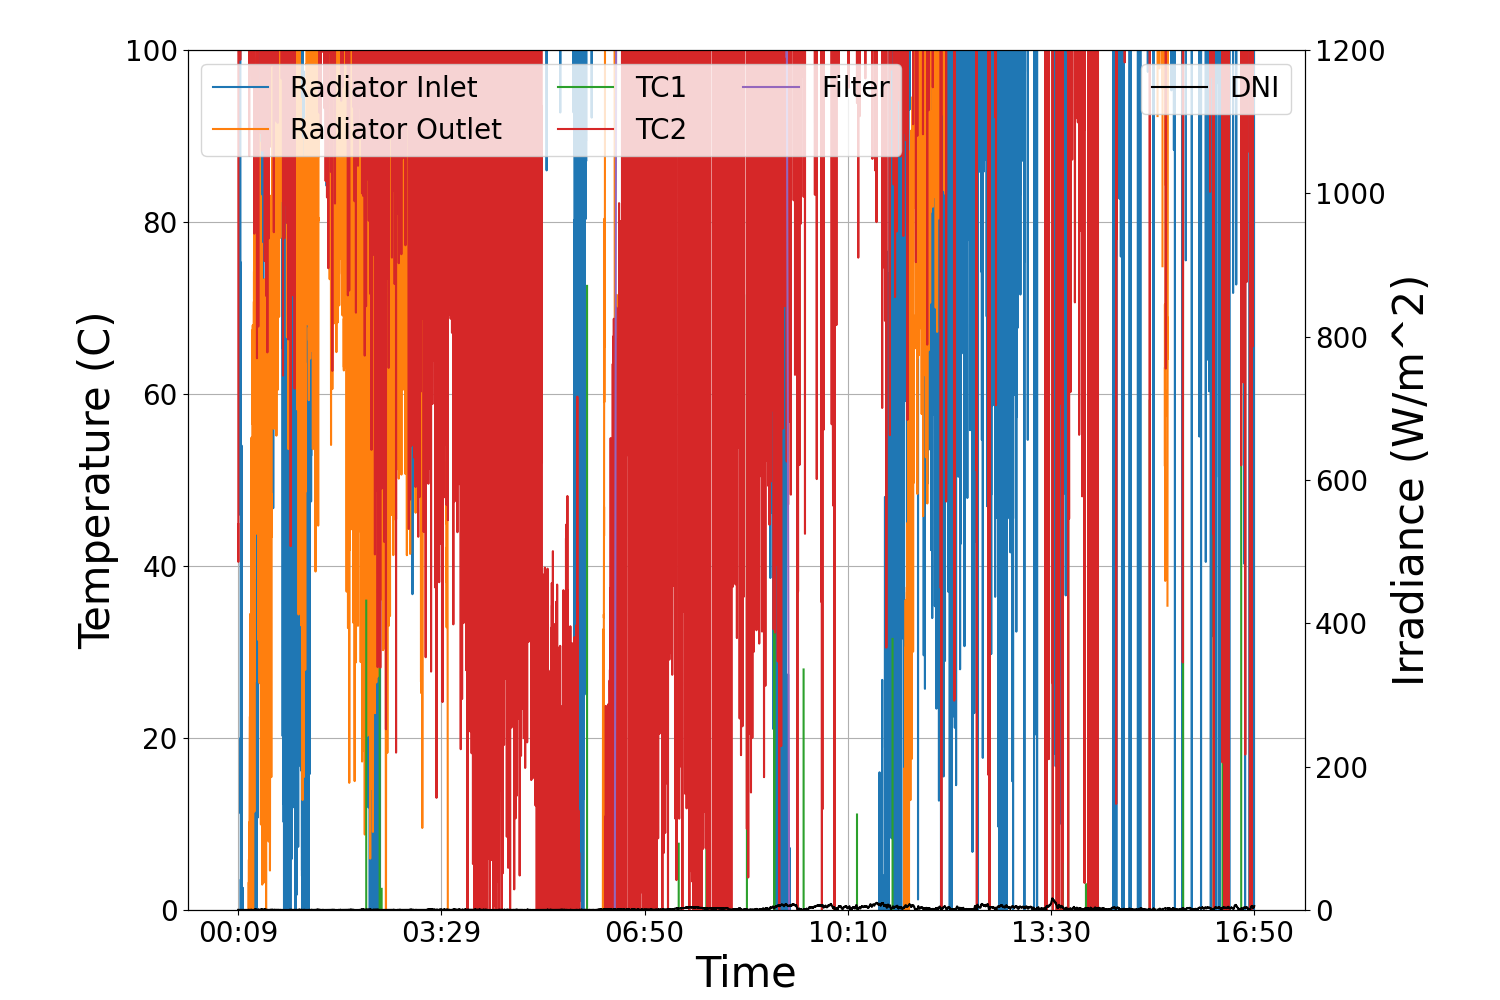 100
80
60
40
20
0
Temperature (C)
Radiator Inlet
Radiator Outlet
TC1
TC2
Filter
DNI
1200
1000
800
600
400
200
0
Irradiance (W/m^2)
00:09
03:29
06:50
10:10
13:30
16:50
Time